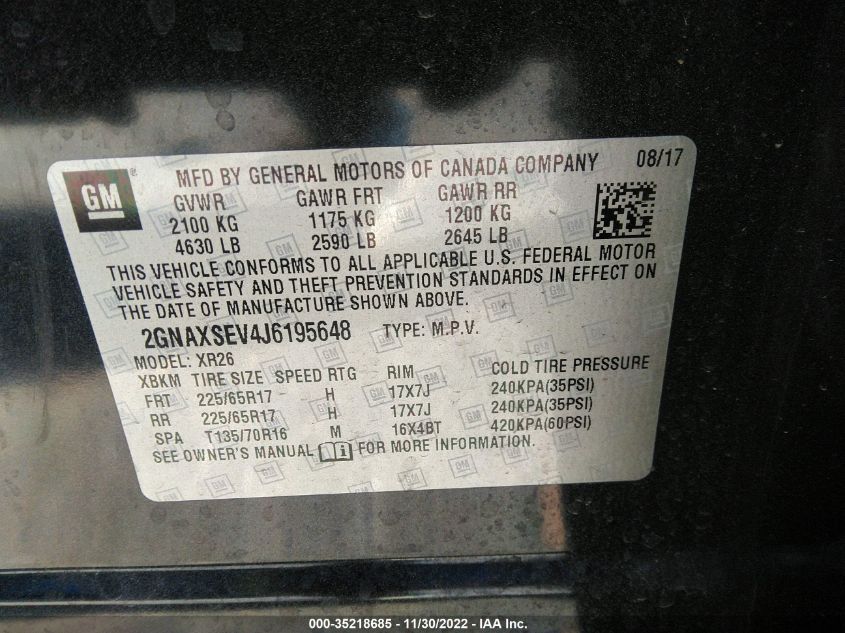 GM
MFD BY GENERAL MOTORS OF CANADA COMPANY 08/17
GVWR GAWR FRT GAWR RR
2100 KG 1175 KG 1200 KG
4630 LB 2590 LB 2645 LB
THIS VEHICLE CONFORMS TO ALL APPLICABLE U.S. FEDERAL MOTOR
VEHICLE SAFETY AND THEFT PREVENTION STANDARDS IN EFFECT ON
THE DATE OF MANUFACTURE SHOWN ABOVE.
2GNAXSEV4J6195648 TYPE: M.P.V.
MODEL: XR26
XBKM TIRE SIZE SPEED RTG RIM COLD TIRE PRESSURE
FRT 225/65R17 H 17X7J 240KPA(35PSI)
RR 225/65R17 H 17X7J 240KPA(35PSI)
SPA T135/70R16 M 16X4BT 420KPA(60PSI)
SEE OWNER'S MANUAL FOR MORE INFORMATION.
000-35218685 - 11/30/2022 - IAA Inc.